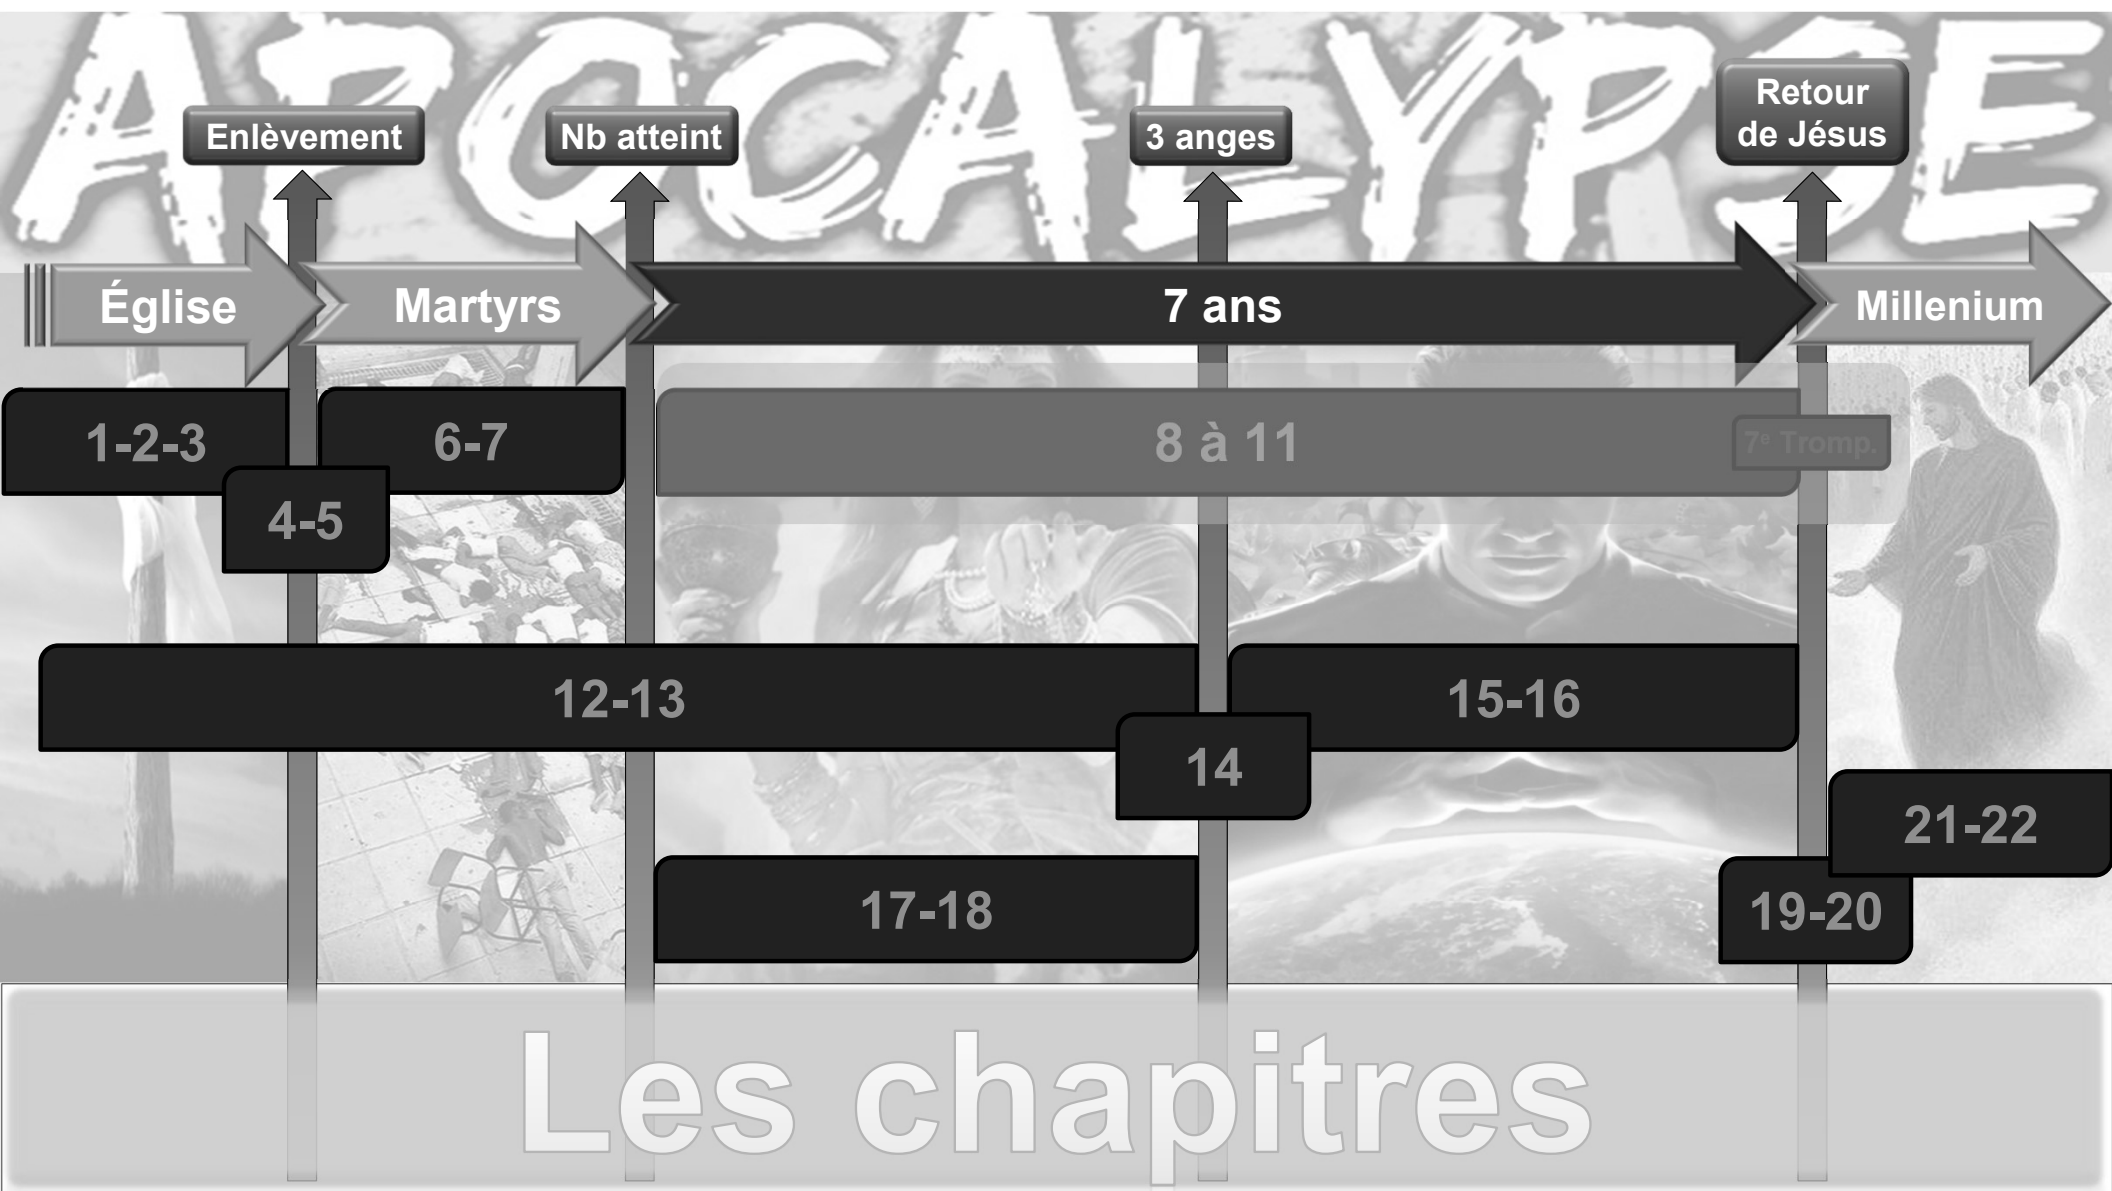 APOCALYPSE
Enlèvement
Nb atteint
3 anges
Retour
de Jésus
Église
Martyrs
7 ans
Millenium
1-2-3
6-7
8 à 11
7e Tromp.
4-5
12-13
15-16
14
21-22
17-18
19-20
Les chapitres